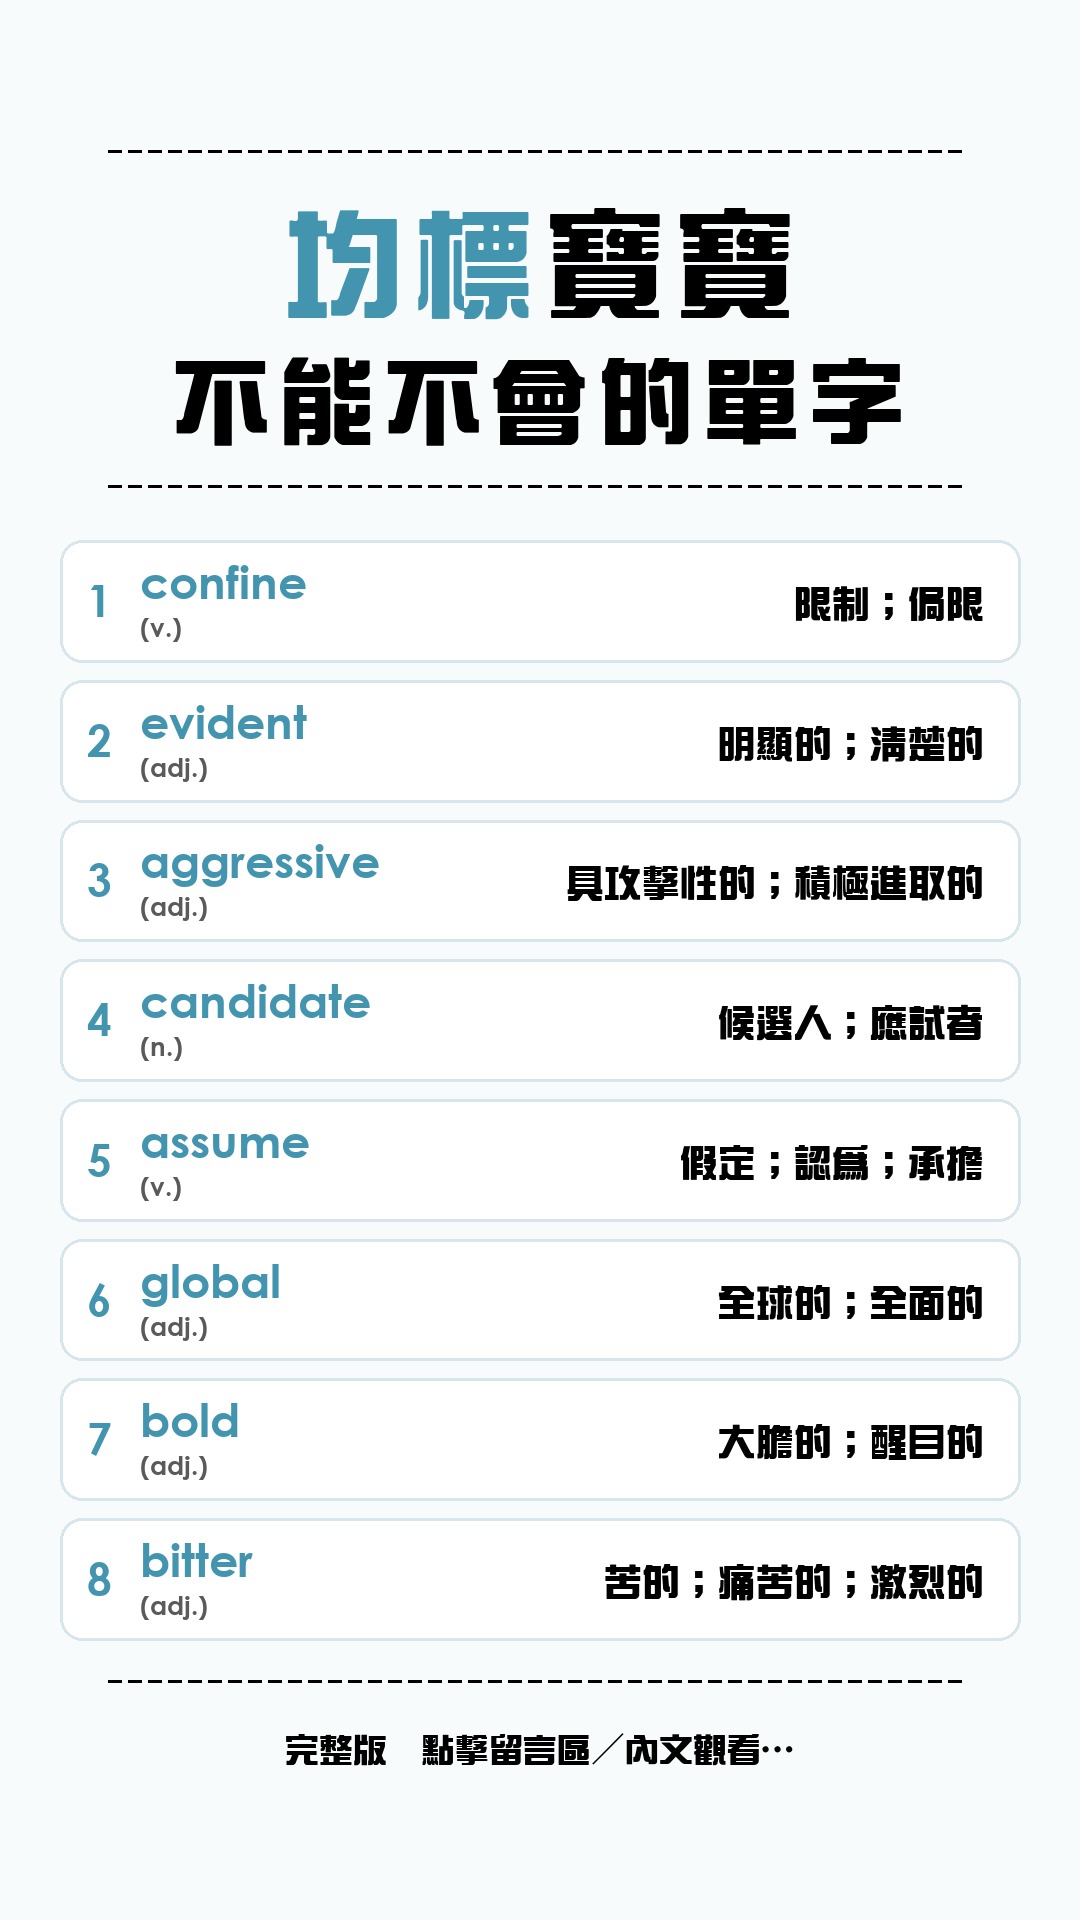 均標寶寶
不能不會的單字
1 confine 限制；侷限
(v.)
2 evident 明顯的；清楚的
(adj.)
3 aggressive 具攻擊性的；積極進取的
(adj.)
4 candidate 候選人；應試者
(n.)
5 assume 假定；認為；承擔
(v.)
6 global 全球的；全面的
(adj.)
7 bold 大膽的；醒目的
(adj.)
8 bitter 苦的；痛苦的；激烈的
(adj.)
完整版　點擊留言區／內文觀看…